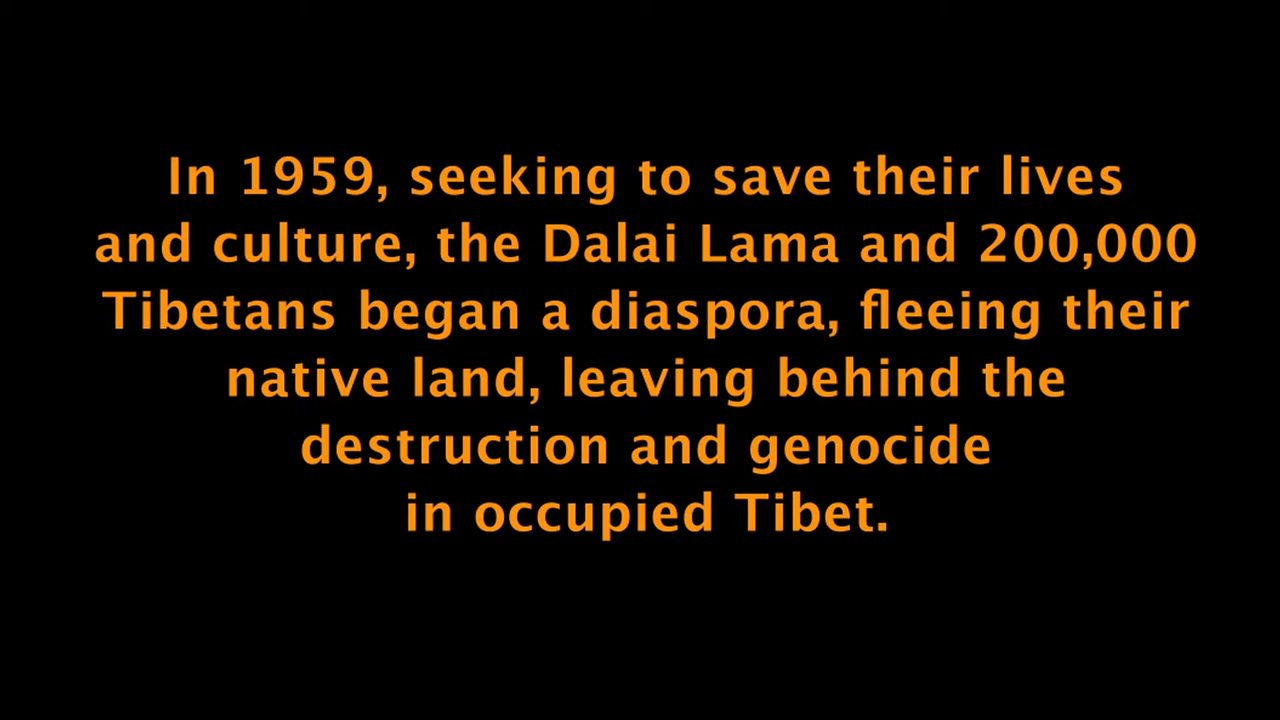 In 1959, seeking to save their lives
and culture, the Dalai Lama and 200,000
Tibetans began a diaspora, fleeing their
native land, leaving behind the
destruction and genocide
in occupied Tibet.